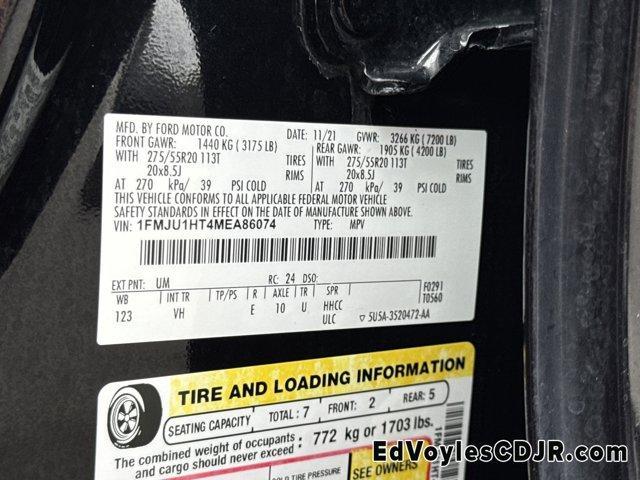 MFD. BY FORD MOTOR CO. DATE: 11/21 GVWR: 3266 KG ( 7200 LB)
FRONT GAWR: 1440 KG ( 3175 LB) REAR GAWR: 1905 KG ( 4200 LB)
WITH 275/55R20 113T TIRES WITH 275/55R20 113T TIRES
20x8.5J RIMS 20x8.5J RIMS
AT 270 kPa/ 39 PSI COLD AT 270 kPa/ 39 PSI COLD
THIS VEHICLE CONFORMS TO ALL APPLICABLE FEDERAL MOTOR VEHICLE
SAFETY STANDARDS IN EFFECT ON THE DATE OF MANUFACTURE SHOWN ABOVE.
VIN: 1FMJU1HT4MEA86074 TYPE: MPV
EXT PNT: UM RC: 24 DSO: F0291
WB INT TR TP/PS R AXLE TR SPR T0560
123 VH E 10 U HHCC
ULC ▽ 5U5A-3520472-AA
TIRE AND LOADING INFORMATION
SEATING CAPACITY TOTAL: 7 FRONT: 2 REAR: 5
The combined weight of occupants
and cargo should never exceed: 772 kg or 1703 lbs.
COLD TIRE PRESSURE SEE OWNERS
EdVoylesCDJR.com